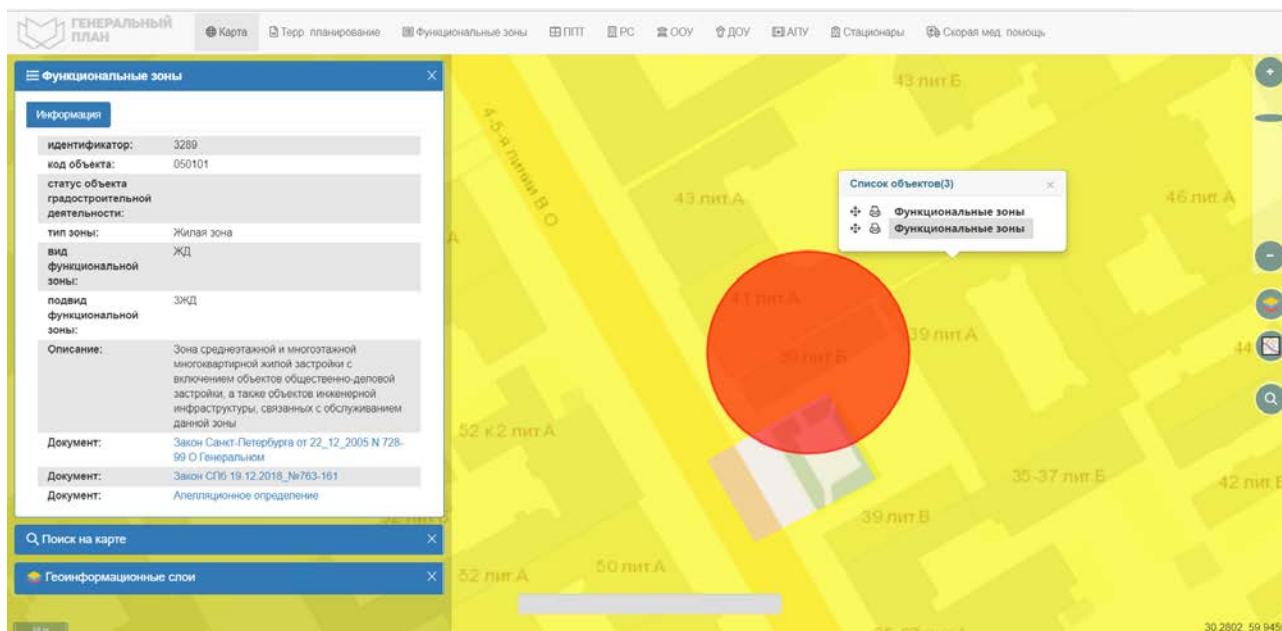 ГЕНЕРАЛЬНЫЙ
ПЛАН
Карта
Терр. планирование
Функциональные зоны
ППТ
РС
ООУ
ДОУ
АПУ
Стационары
Скорая мед. помощь
Функциональные зоны
Информация
идентификатор: 3289
код объекта: 050101
статус объекта
градостроительной
деятельности:
тип зоны: Жилая зона
вид ЖД
функциональной
зоны:
подвид 3ЖД
функциональной
зоны:
Описание: Зона среднеэтажной и многоэтажной
многоквартирной жилой застройки с
включением объектов общественно-деловой
застройки, а также объектов инженерной
инфраструктуры, связанных с обслуживанием
данной зоны
Документ: Закон Санкт-Петербурга от 22_12_2005 N 728-
99 О Генеральном
Документ: Закон СПб 19.12.2018_№763-161
Документ: Апелляционное определение
Поиск на карте
Геоинформационные слои
4-5-я линии В О
43 лит.Б
43 лит.А
46 лит.А
Список объектов(3)
Функциональные зоны
Функциональные зоны
41 лит.А
39 лит.А
39 лит.Б
44
52 к 2 лит.А
35-37 лит.Б
42 лит.Б
39 лит.В
52 лит.А
50 лит.А
30.2802 59.945